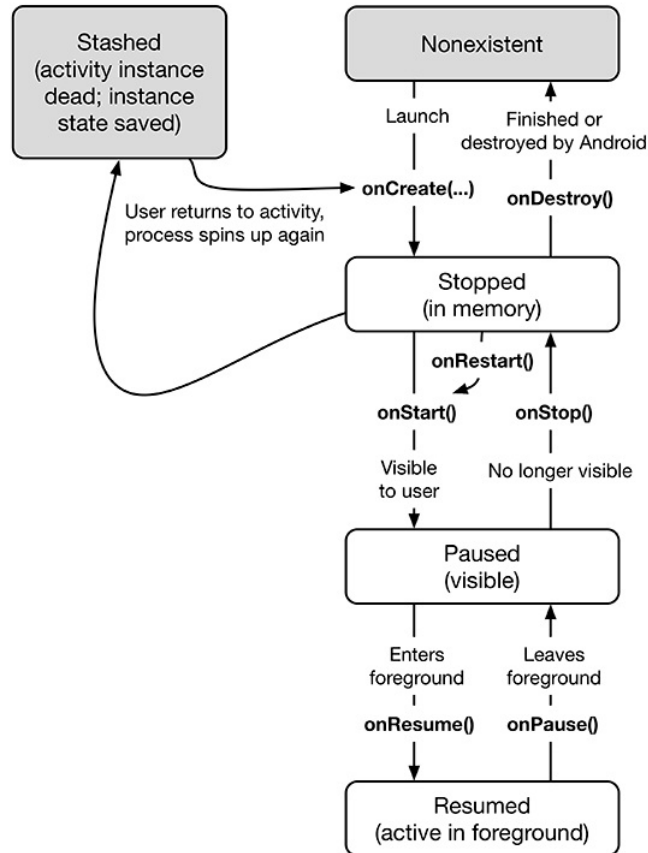 Stashed
(activity instance
dead; instance
state saved)
Nonexistent
Launch
Finished or
destroyed by Android
User returns to activity,
process spins up again
onCreate(...)
onDestroy()
Stopped
(in memory)
onRestart()
onStart()
onStop()
Visible
to user
No longer visible
Paused
(visible)
Enters
foreground
Leaves
foreground
onResume()
onPause()
Resumed
(active in foreground)